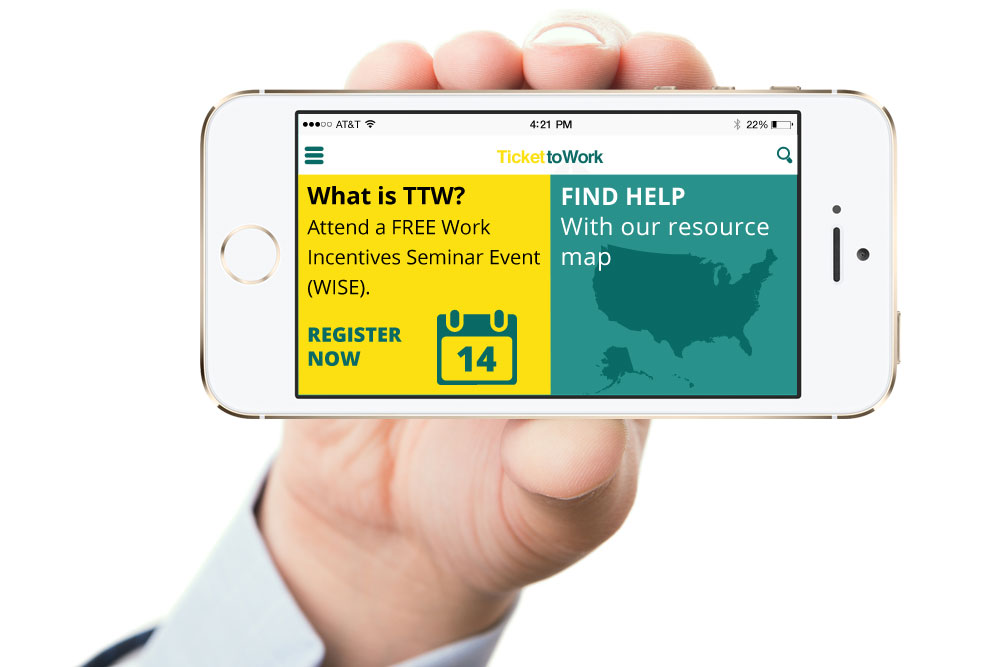 AT&T 4:21 PM 22%
TickettoWork
What is TTW?
Attend a FREE Work
Incentives Seminar Event
(WISE).
REGISTER
NOW
14
FIND HELP
With our resource
map